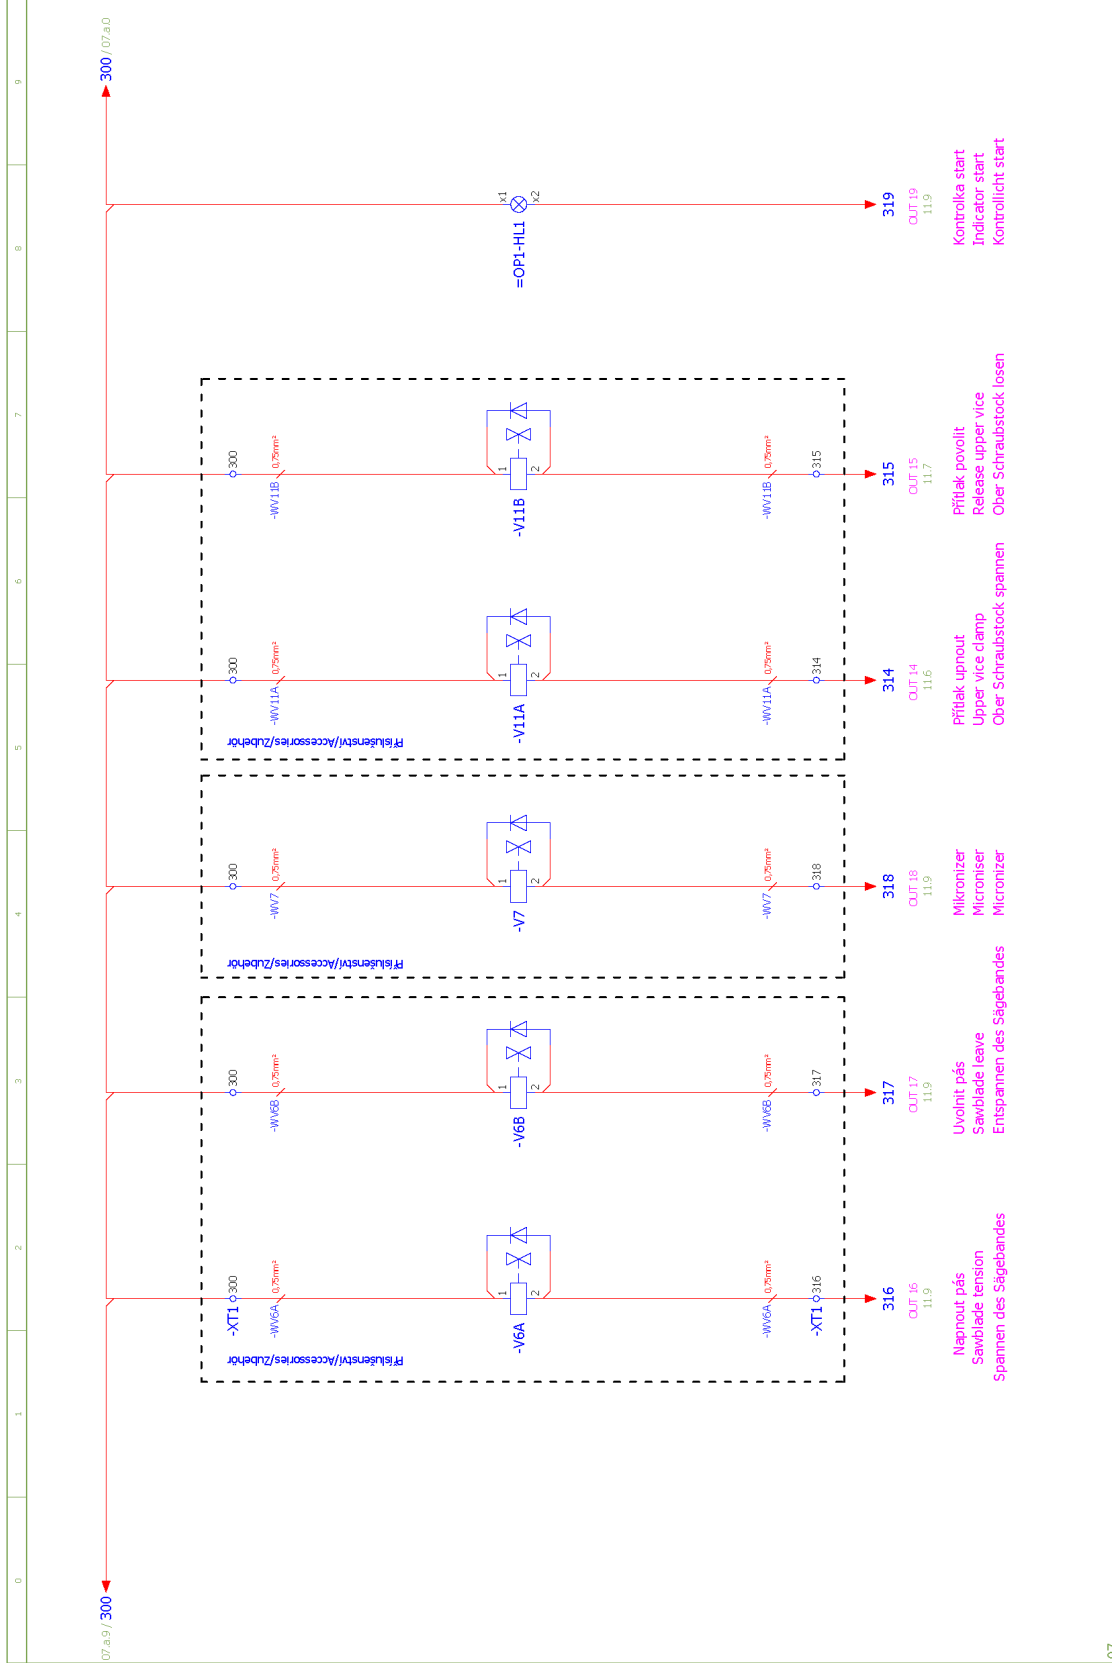 0
1
2
3
4
5
6
7
8
9
07.a.9 / 300
300 / 07.a.0
Příslušenství/Accessories/Zubehör
-XT1
300
-WV6A
0,75mm²
-V6A
1
2
-WV6A
0,75mm²
-XT1
316
316
OUT 16
11.9
Napnout pás
Sawblade tension
Spannen des Sägebandes
300
-WV6B
0,75mm²
-V6B
1
2
-WV6B
0,75mm²
317
317
OUT 17
11.9
Uvolnit pás
Sawblade leave
Entspannen des Sägebandes
Příslušenství/Accessories/Zubehör
300
-WV7
0,75mm²
-V7
1
2
-WV7
0,75mm²
318
318
OUT 18
11.9
Mikronizer
Microniser
Micronizer
Příslušenství/Accessories/Zubehör
300
-WV11A
0,75mm²
-V11A
1
2
-WV11A
0,75mm²
314
314
OUT 14
11.6
Přítlak upnout
Upper vice clamp
Ober Schraubstock spannen
300
-WV11B
0,75mm²
-V11B
1
2
-WV11B
0,75mm²
315
315
OUT 15
11.7
Přítlak povolit
Release upper vice
Ober Schraubstock losen
=OP1-HL1
x1
x2
319
OUT 19
11.9
Kontrolka start
Indicator start
Kontrollicht start